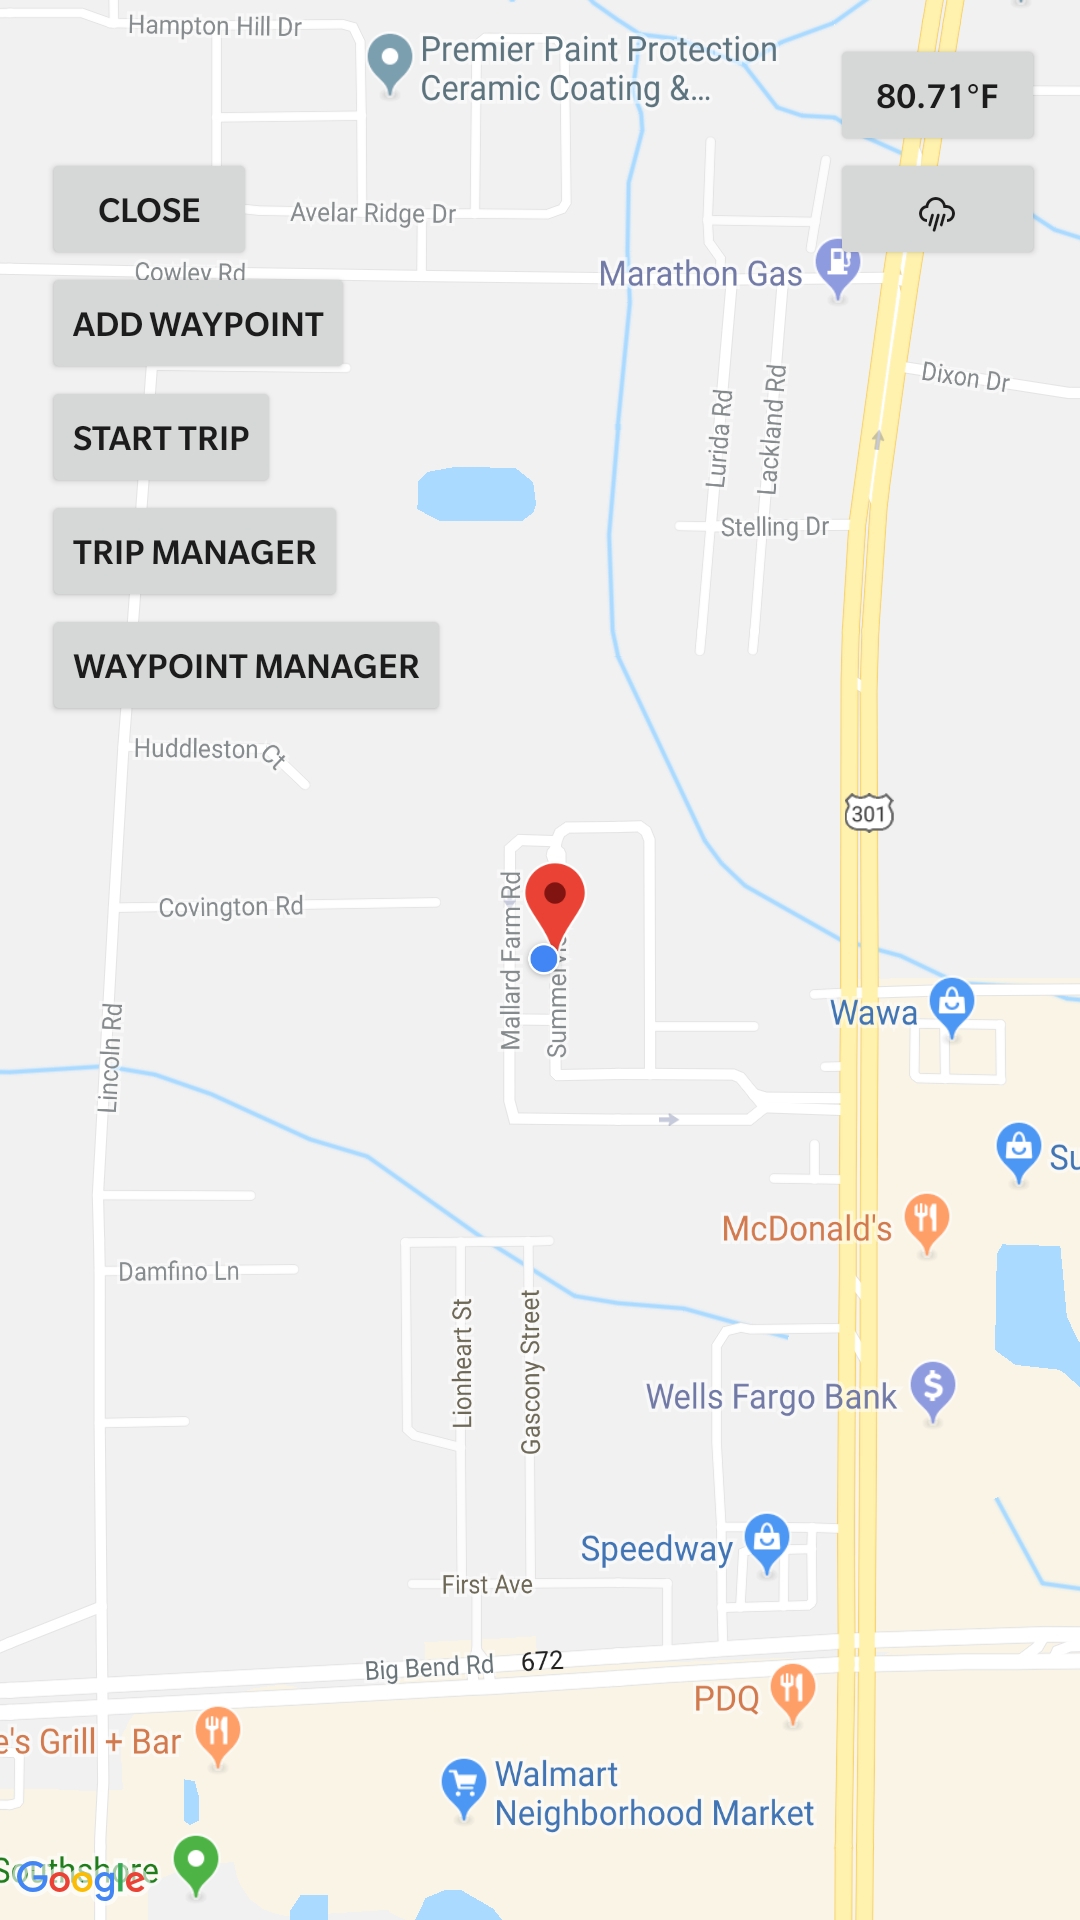 Hampton Hill Dr
Premier Paint Protection
Ceramic Coating &...
80.71°F
CLOSE
Avelar Ridge Dr
Cowley Rd
Marathon Gas
ADD WAYPOINT
Dixon Dr
Lurida Rd
Lackland Rd
START TRIP
Stelling Dr
TRIP MANAGER
WAYPOINT MANAGER
Huddleston Ct
301
Covington Rd
Mallard Farm Rd
Wawa
Lincoln Rd
Su
McDonald's
Damfino Ln
Lionheart St
Gascony Street
Wells Fargo Bank
Speedway
First Ave
Big Bend Rd 672
PDQ
e's Grill + Bar
Walmart
Neighborhood Market
Southshore
Google